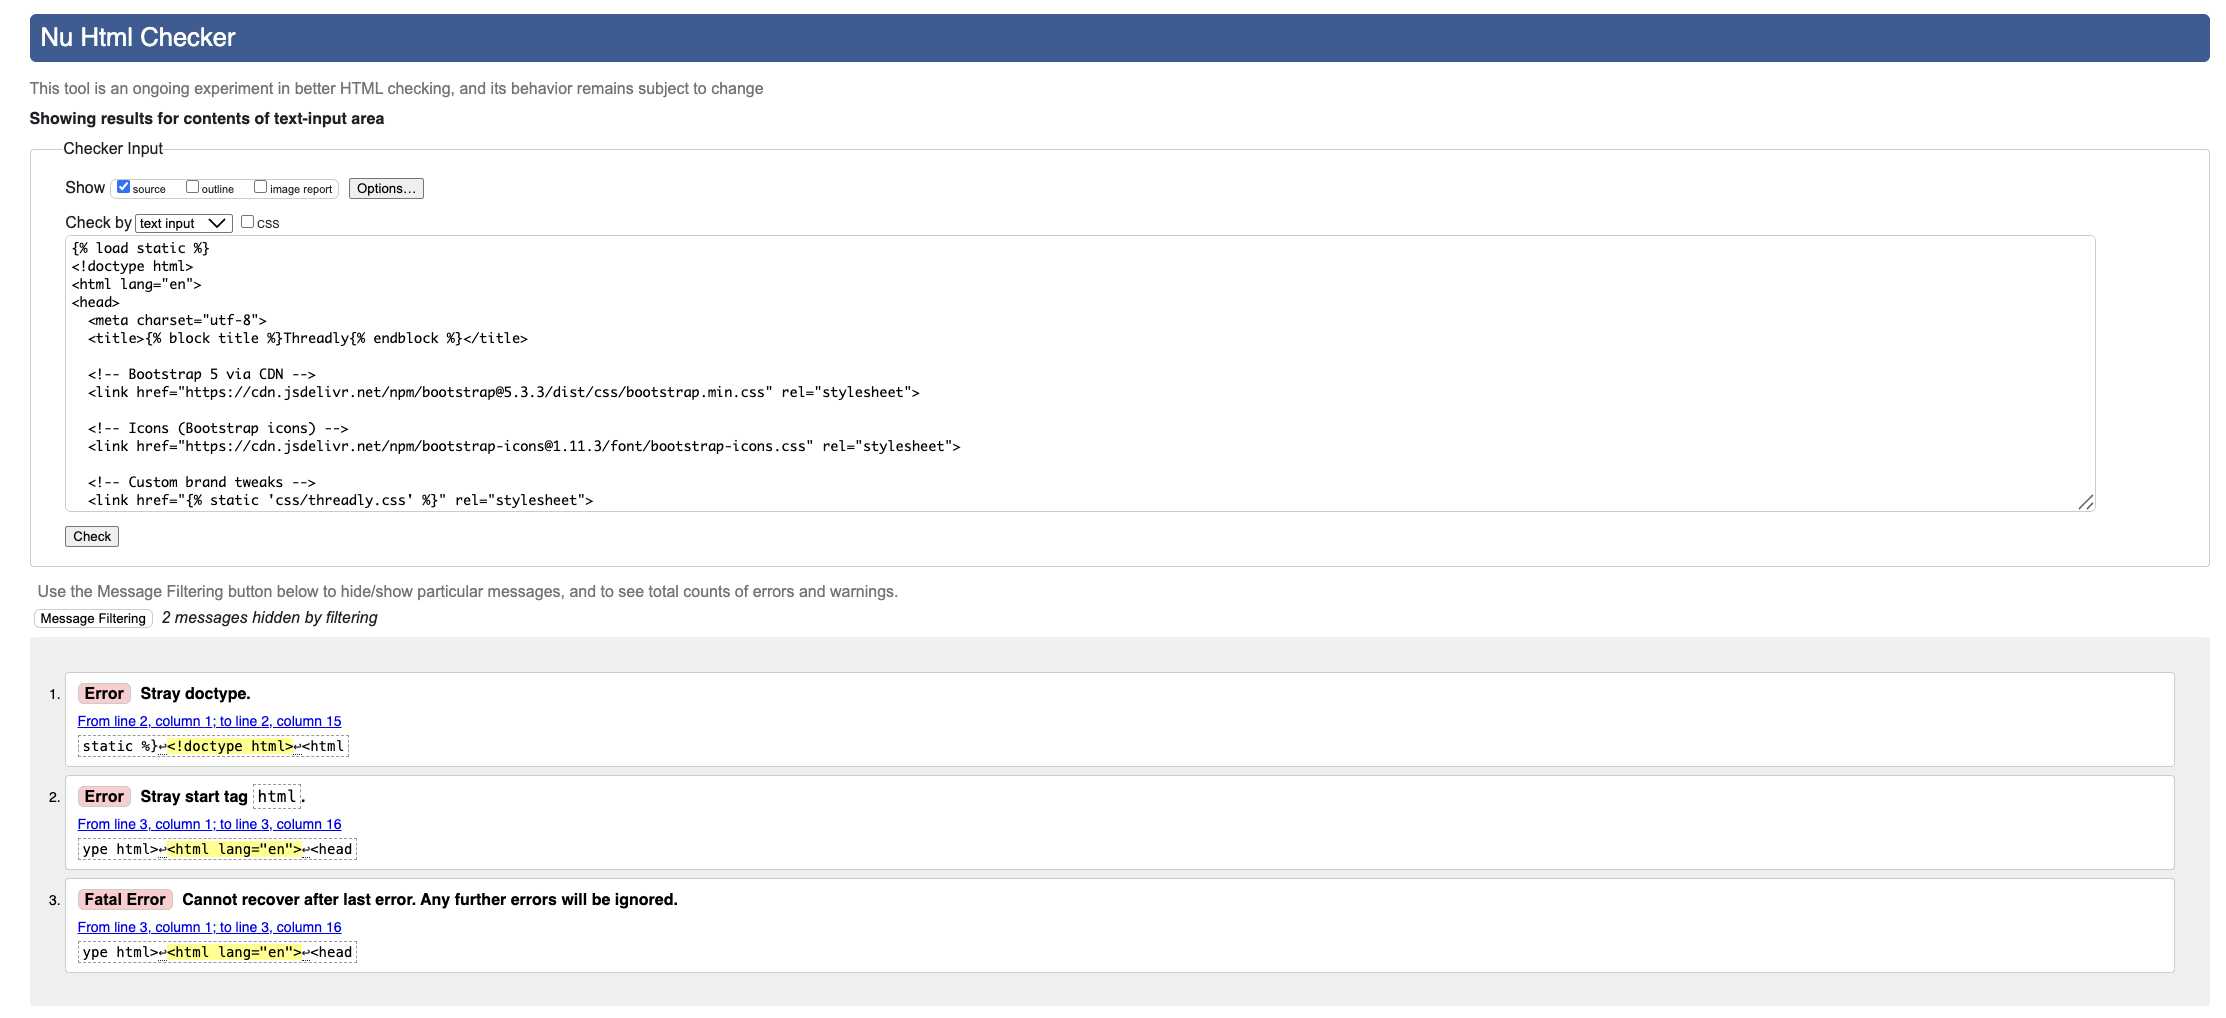 Nu Html Checker
This tool is an ongoing experiment in better HTML checking, and its behavior remains subject to change
Showing results for contents of text-input area
Checker Input
Show source outline image report Options…
Check by text input css
{% load static %}
<!doctype html>
<html lang="en">
<head>
  <meta charset="utf-8">
  <title>{% block title %}Threadly{% endblock %}</title>
  <!-- Bootstrap 5 via CDN -->
  <link href="https://cdn.jsdelivr.net/npm/bootstrap@5.3.3/dist/css/bootstrap.min.css" rel="stylesheet">
  <!-- Icons (Bootstrap icons) -->
  <link href="https://cdn.jsdelivr.net/npm/bootstrap-icons@1.11.3/font/bootstrap-icons.css" rel="stylesheet">
  <!-- Custom brand tweaks -->
  <link href="{% static 'css/threadly.css' %}" rel="stylesheet">
Check
Use the Message Filtering button below to hide/show particular messages, and to see total counts of errors and warnings.
Message Filtering 2 messages hidden by filtering
1. Error Stray doctype.
From line 2, column 1; to line 2, column 15
static %}↩<!doctype html>↩<html
2. Error Stray start tag html.
From line 3, column 1; to line 3, column 16
ype html>↩<html lang="en">↩<head
3. Fatal Error Cannot recover after last error. Any further errors will be ignored.
From line 3, column 1; to line 3, column 16
ype html>↩<html lang="en">↩<head